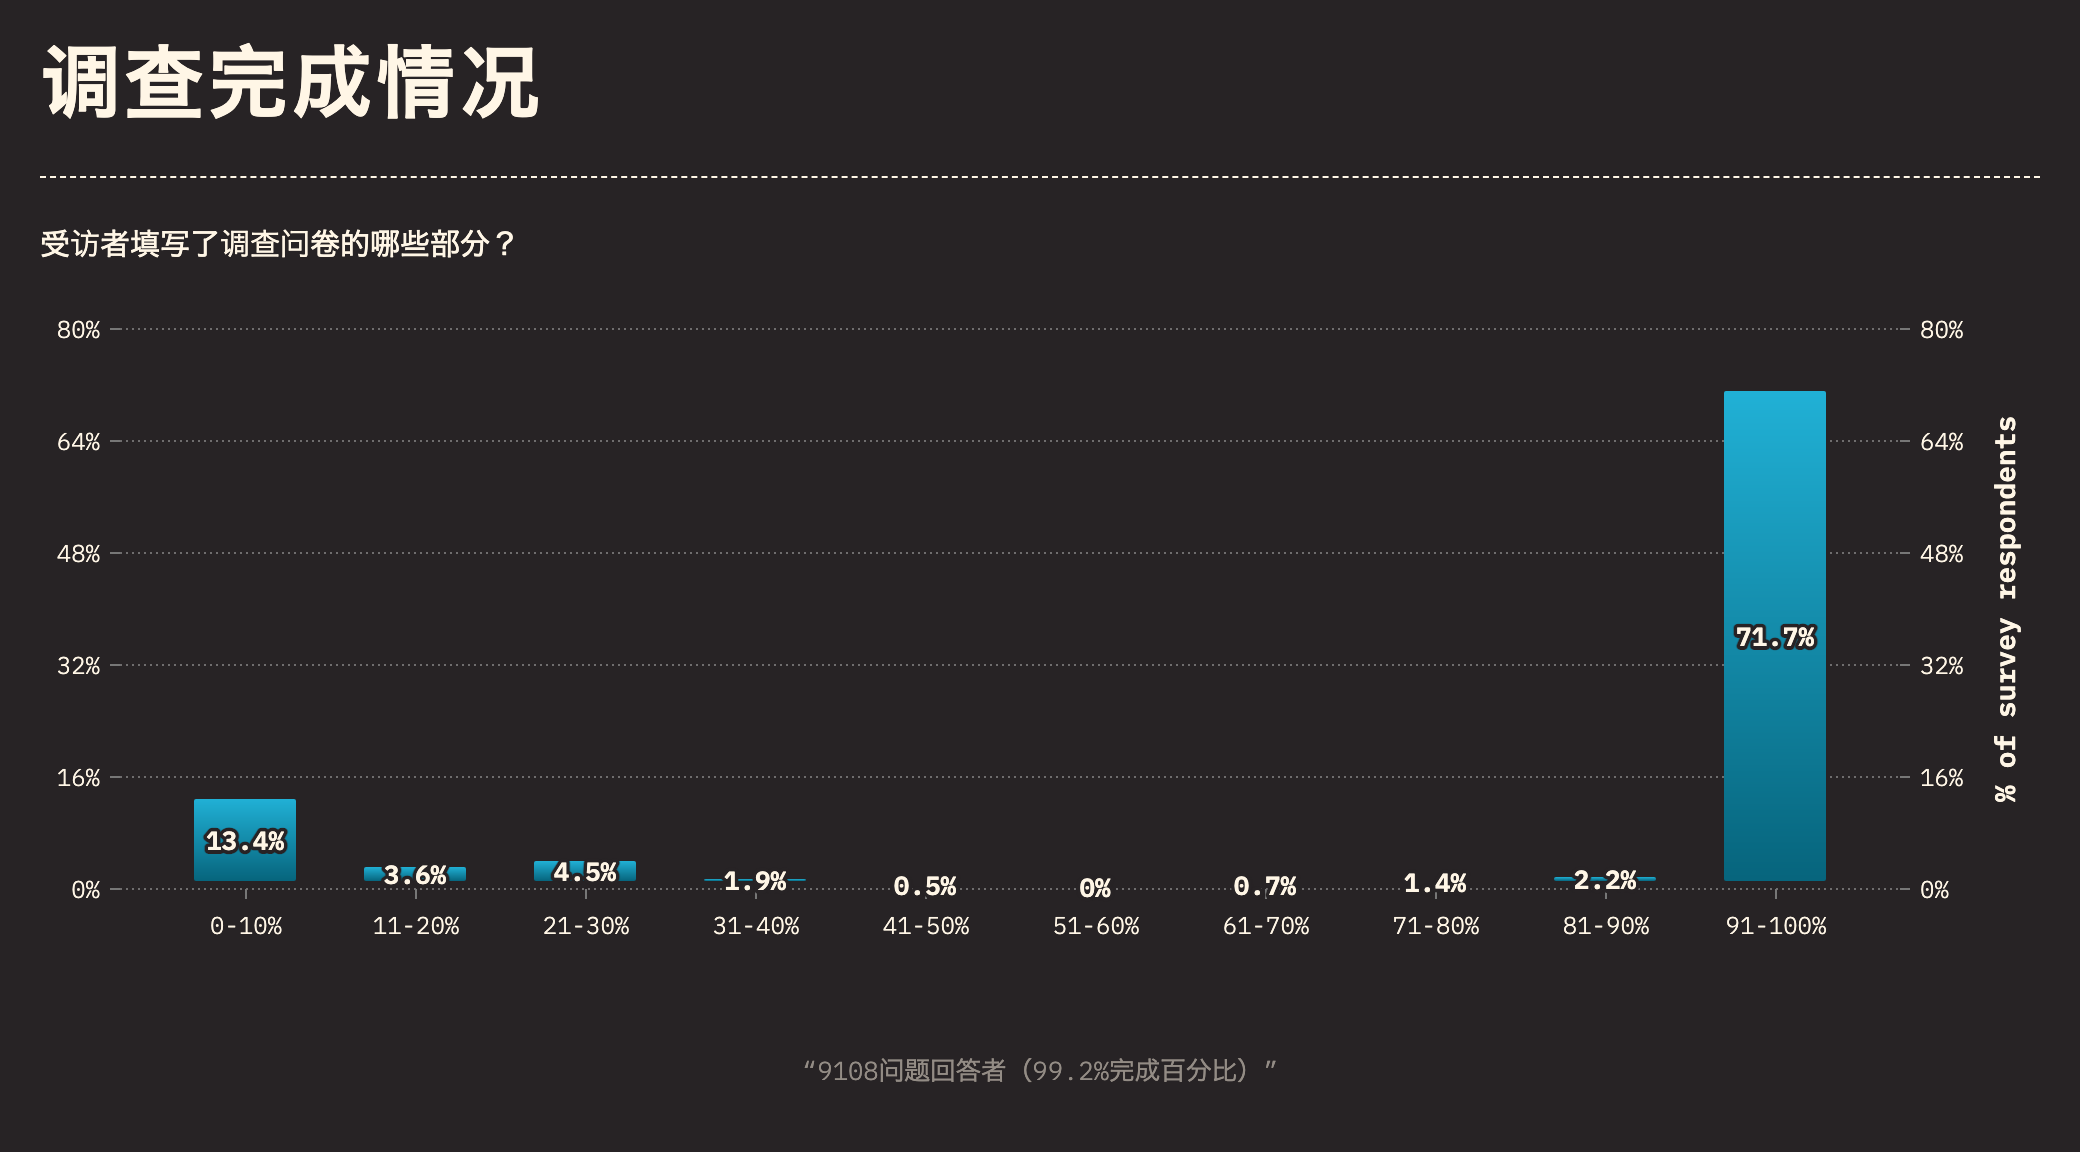 调查完成情况
受访者填写了调查问卷的哪些部分？
80% 80%
64% 64%
48% 48%
32% 32%
16% 16%
0% 0%
% of survey respondents
13.4% 3.6% 4.5% 1.9% 0.5% 0% 0.7% 1.4% 2.2% 71.7%
0-10% 11-20% 21-30% 31-40% 41-50% 51-60% 61-70% 71-80% 81-90% 91-100%
“9108问题回答者（99.2%完成百分比）”